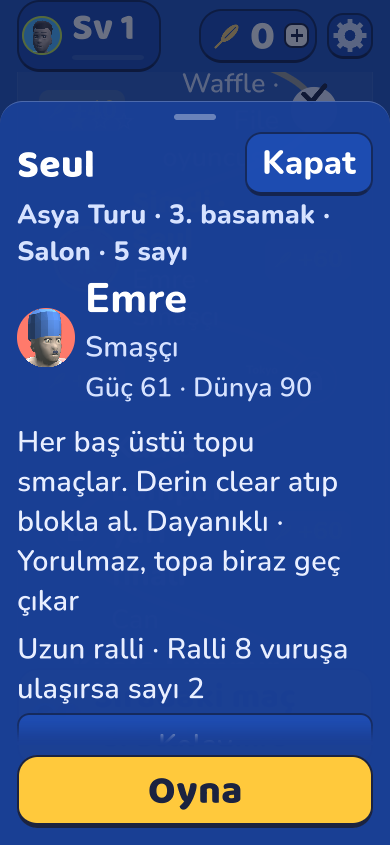 Sv 1
0
Waffle ·
Seul
Kapat
Asya Turu · 3. basamak ·
Salon · 5 sayı
Emre
Smaşçı
Güç 61 · Dünya 90
Her baş üstü topu
smaçlar. Derin clear atıp
blokla al. Dayanıklı ·
Yorulmaz, topa biraz geç
çıkar
Uzun ralli · Ralli 8 vuruşa
ulaşırsa sayı 2
Oyna